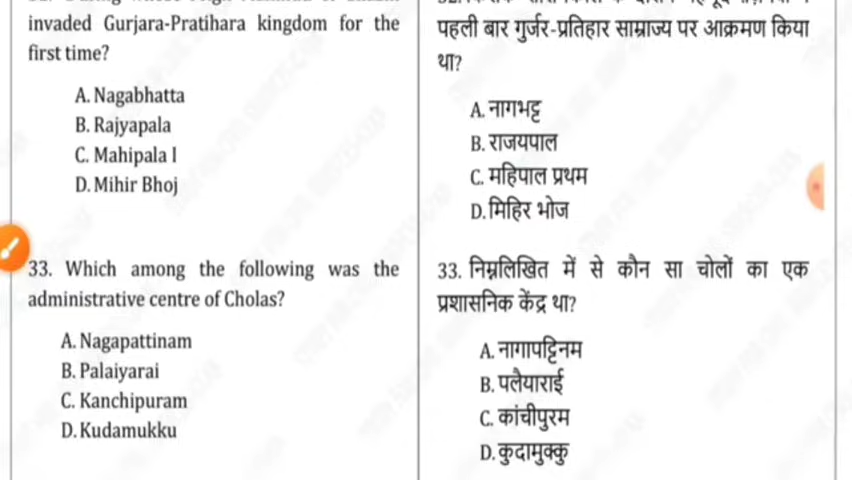 invaded Gurjara-Pratihara kingdom for the
first time?
A. Nagabhatta
B. Rajyapala
C. Mahipala I
D. Mihir Bhoj
33. Which among the following was the
administrative centre of Cholas?
A. Nagapattinam
B. Palaiyarai
C. Kanchipuram
D. Kudamukku
पहली बार गुर्जर-प्रतिहार साम्राज्य पर आक्रमण किया
था?
A. नागभट्ट
B. राजयपाल
C. महिपाल प्रथम
D. मिहिर भोज
33. निम्नलिखित में से कौन सा चोलों का एक
प्रशासनिक केंद्र था?
A. नागापट्टिनम
B. पलैयाराई
C. कांचीपुरम
D. कुदामुक्कु